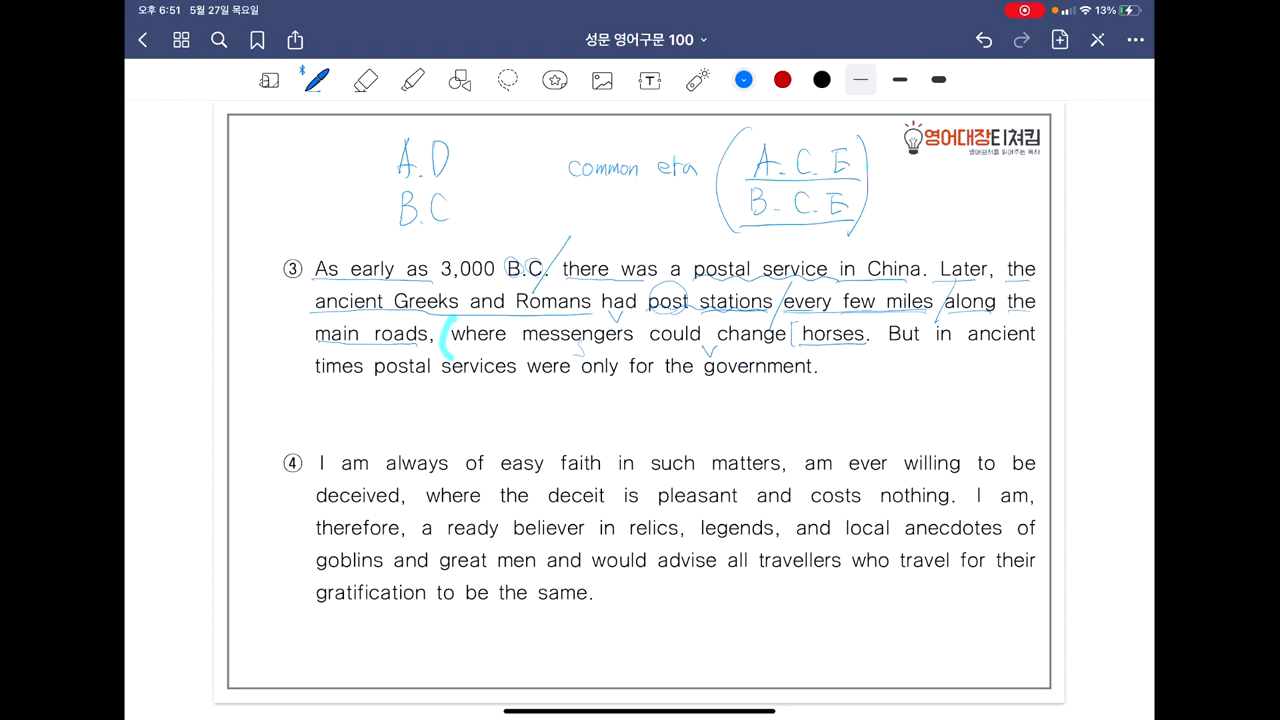 오후 6:51 5월 27일 목요일
13%
성문 영어구문 100
T
영어대장티쳐킴
A.D
common era
A.C.E
B.C
B.C.E
③ As early as 3,000 B.C. there was a postal service in China. Later, the
ancient Greeks and Romans had post stations every few miles along the
main roads, where messengers could change horses. But in ancient
times postal services were only for the government.
④ I am always of easy faith in such matters, am ever willing to be
deceived, where the deceit is pleasant and costs nothing. I am,
therefore, a ready believer in relics, legends, and local anecdotes of
goblins and great men and would advise all travellers who travel for their
gratification to be the same.